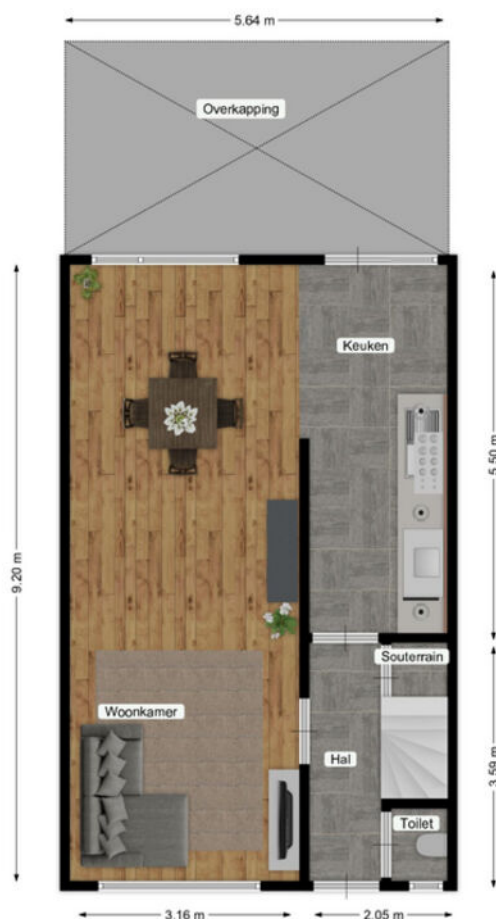 5.64 m
Overkapping
Keuken
5.50 m
9.20 m
Souterrain
Woonkamer
Hal
3.59 m
Toilet
3.16 m
2.05 m